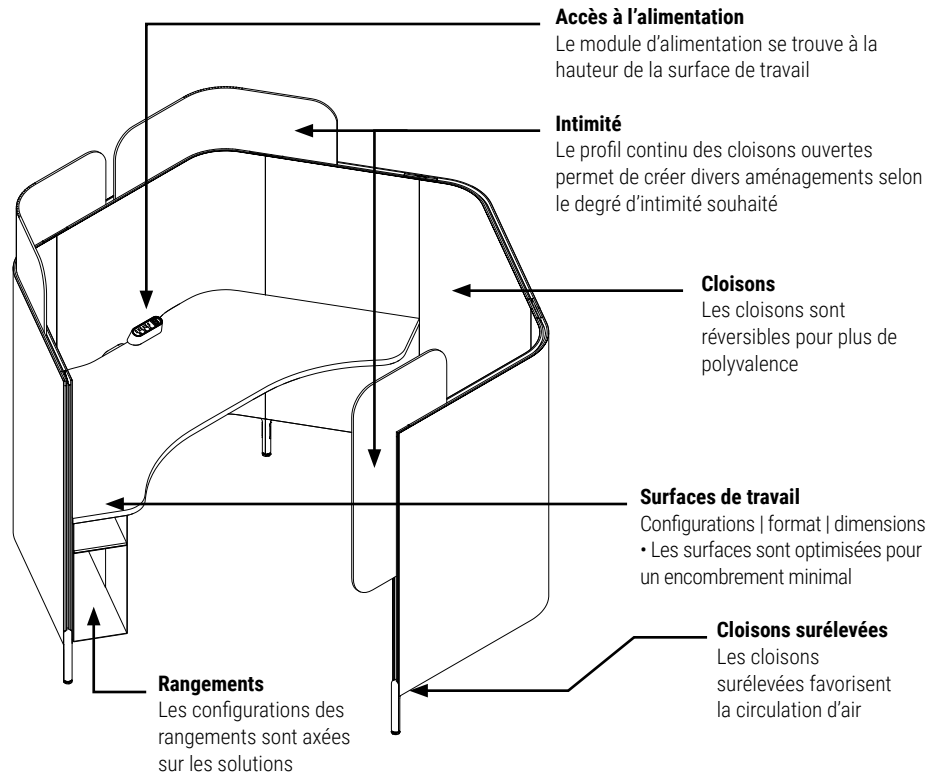 Accès à l’alimentation
Le module d’alimentation se trouve à la
hauteur de la surface de travail
Intimité
Le profil continu des cloisons ouvertes
permet de créer divers aménagements selon
le degré d’intimité souhaité
Cloisons
Les cloisons sont
réversibles pour plus de
polyvalence
Surfaces de travail
Configurations | format | dimensions
• Les surfaces sont optimisées pour
un encombrement minimal
Cloisons surélevées
Les cloisons
surélevées favorisent
la circulation d’air
Rangements
Les configurations des
rangements sont axées
sur les solutions